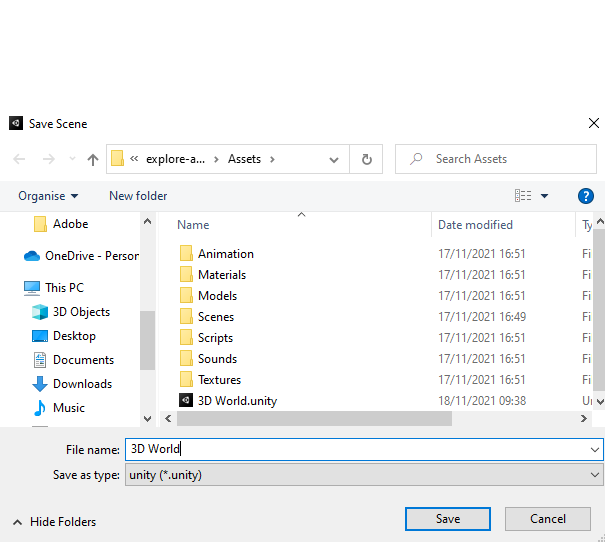 Save Scene
« explore-a... › Assets ›
Search Assets
Organise
New folder
?
Name
Date modified
Ty
Adobe
OneDrive - Person
This PC
3D Objects
Desktop
Documents
Downloads
Music
Animation 17/11/2021 16:51 Fi
Materials 17/11/2021 16:51 Fi
Models 17/11/2021 16:51 Fi
Scenes 17/11/2021 16:49 Fi
Scripts 17/11/2021 16:51 Fi
Sounds 17/11/2021 16:51 Fi
Textures 17/11/2021 16:51 Fi
3D World.unity 18/11/2021 09:38 Un
File name: 3D World
Save as type: unity (*.unity)
Hide Folders
Save
Cancel